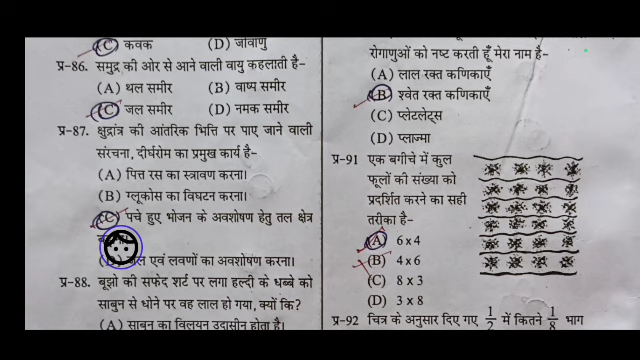 (C) कवक (D) जीवाणु
प्र-86. समुद्र की ओर से आने वाली वायु कहलाती है-
(A) थल समीर (B) वाष्प समीर
(C) जल समीर (D) नमक समीर
प्र-87. क्षुद्रांत्र की आंतरिक भित्ति पर पाए जाने वाली
संरचना, दीर्घरोम का प्रमुख कार्य है-
(A) पित्त रस का स्त्रावण करना।
(B) ग्लूकोस का विघटन करना।
(C) पचे हुए भोजन के अवशोषण हेतु तल क्षेत्र
(D) एवं लवणों का अवशोषण करना।
प्र-88. बूझो की सफेद शर्ट पर लगा हल्दी के धब्बे को
साबुन से धोने पर वह लाल हो गया, क्यों कि?
(A) साबुन का विलयन उदासीन होता है।
रोगाणुओं को नष्ट करती हूँ मेरा नाम है-
(A) लाल रक्त कणिकाएँ
(B) श्वेत रक्त कणिकाएँ
(C) प्लेटलेट्स
(D) प्लाज्मा
प्र-91 एक बगीचे में कुल
फूलों की संख्या को
प्रदर्शित करने का सही
तरीका है-
(A) 6 x 4
(B) 4 x 6
(C) 8 x 3
(D) 3 x 8
प्र-92 चित्र के अनुसार दिए गए 1/2 में कितने 1/8 भाग